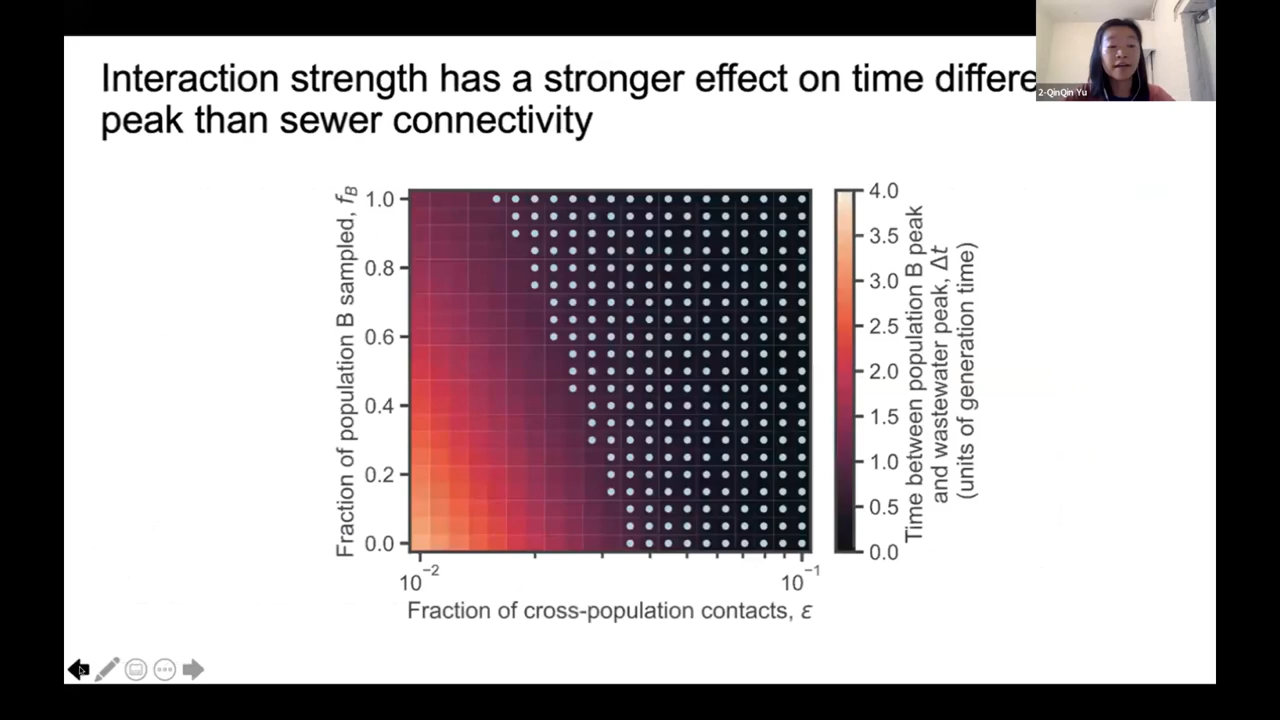 Interaction strength has a stronger effect on time differe
peak than sewer connectivity
2-QinQin Yu
Fraction of population B sampled, f_B
1.0
0.8
0.6
0.4
0.2
0.0
10⁻²
10⁻¹
Fraction of cross-population contacts, ε
4.0
3.5
3.0
2.5
2.0
1.5
1.0
0.5
0.0
Time between population B peak
and wastewater peak, Δt
(units of generation time)